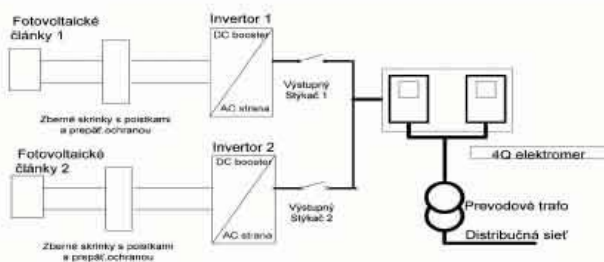 Fotovoltaické
články 1
Invertor 1
DC booster
AC strana
Výstupný
Stýkač 1
Zberné skrinky s poistkami
a prepäť.ochranou
Fotovoltaické
články 2
Invertor 2
DC booster
AC strana
Výstupný
Stýkač 2
Zberné skrinky s poistkami
a prepäť.ochranou
4Q elektromer
Prevodové trafo
Distribučná sieť